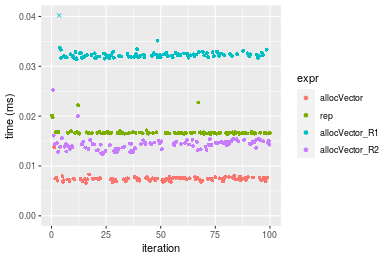 0.04
0.03
0.02
0.01
0.00
time (ms)
0
25
50
75
100
iteration
expr
allocVector
rep
allocVector_R1
allocVector_R2